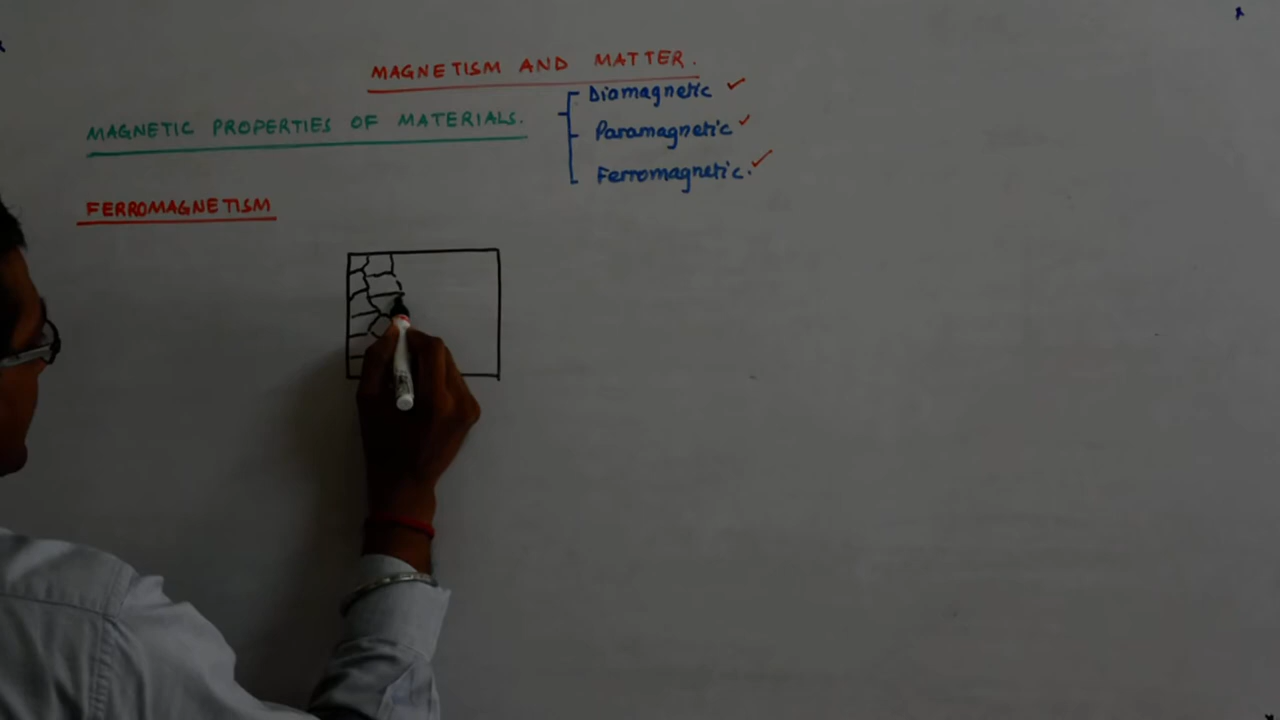 MAGNETISM AND MATTER.
MAGNETIC PROPERTIES OF MATERIALS.
Diamagnetic ✓
Paramagnetic ✓
Ferromagnetic. ✓
FERROMAGNETISM